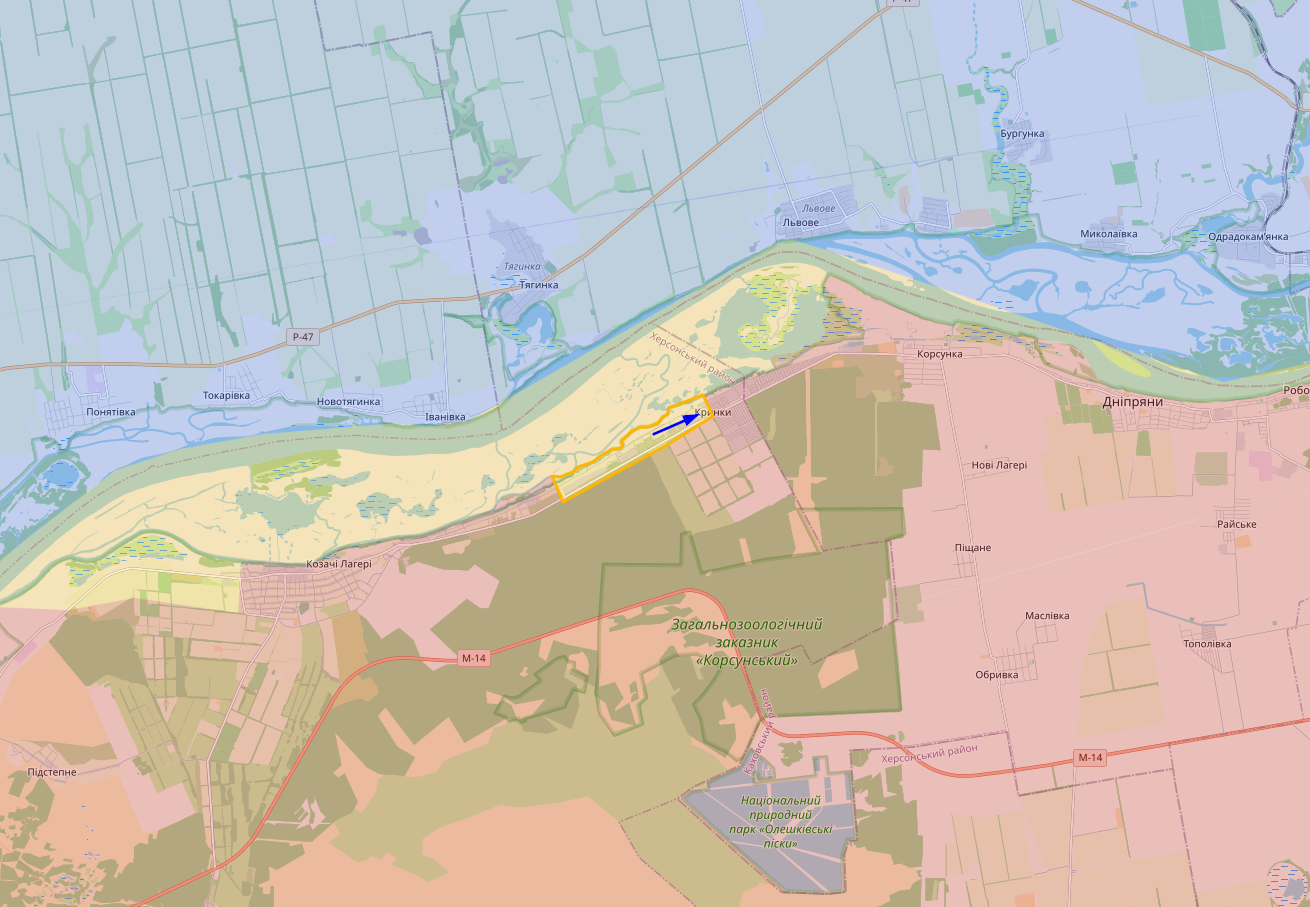 Бургунка
Львове
Львове
Миколаївка
Одрадокам'янка
Тягинка
Тягинка
Р-47
Херсонський район
Корсунка
Понятівка
Токарівка
Новотягинка
Іванівка
Кринки
Дніпряни
Робо
Нові Лагері
Райське
Піщане
Козачі Лагері
Маслівка
Загальнозоологічний
заказник
«Корсунський»
Тополівка
М-14
Обривка
Каховський район
Херсонський район
М-14
Підстепне
Національний
природний
парк «Олешківські
піски»